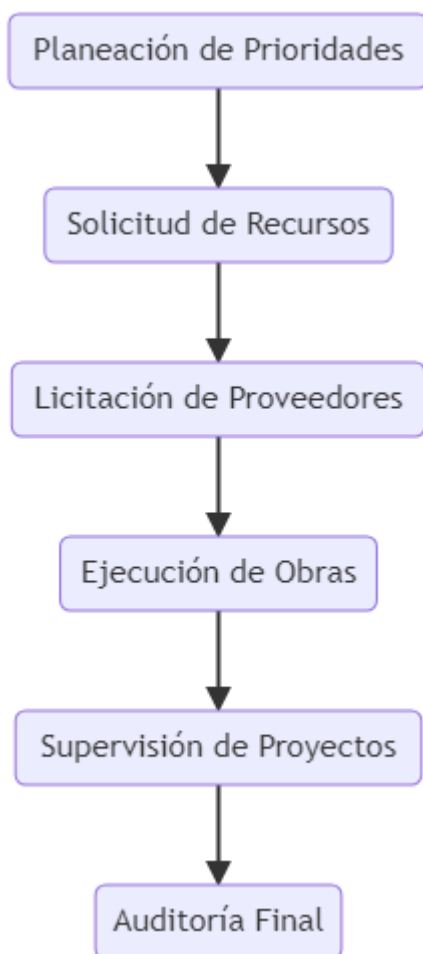 Planeación de Prioridades
Solicitud de Recursos
Licitación de Proveedores
Ejecución de Obras
Supervisión de Proyectos
Auditoría Final